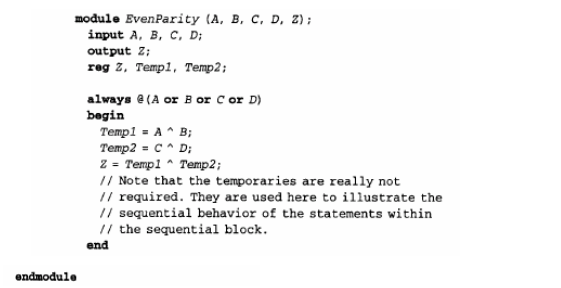 module EvenParity (A, B, C, D, Z);
input A, B, C, D;
output Z;
reg Z, Temp1, Temp2;
always @(A or B or C or D)
begin
Temp1 = A ^ B;
Temp2 = C ^ D;
Z = Temp1 ^ Temp2;
// Note that the temporaries are really not
// required. They are used here to illustrate the
// sequential behavior of the statements within
// the sequential block.
end
endmodule